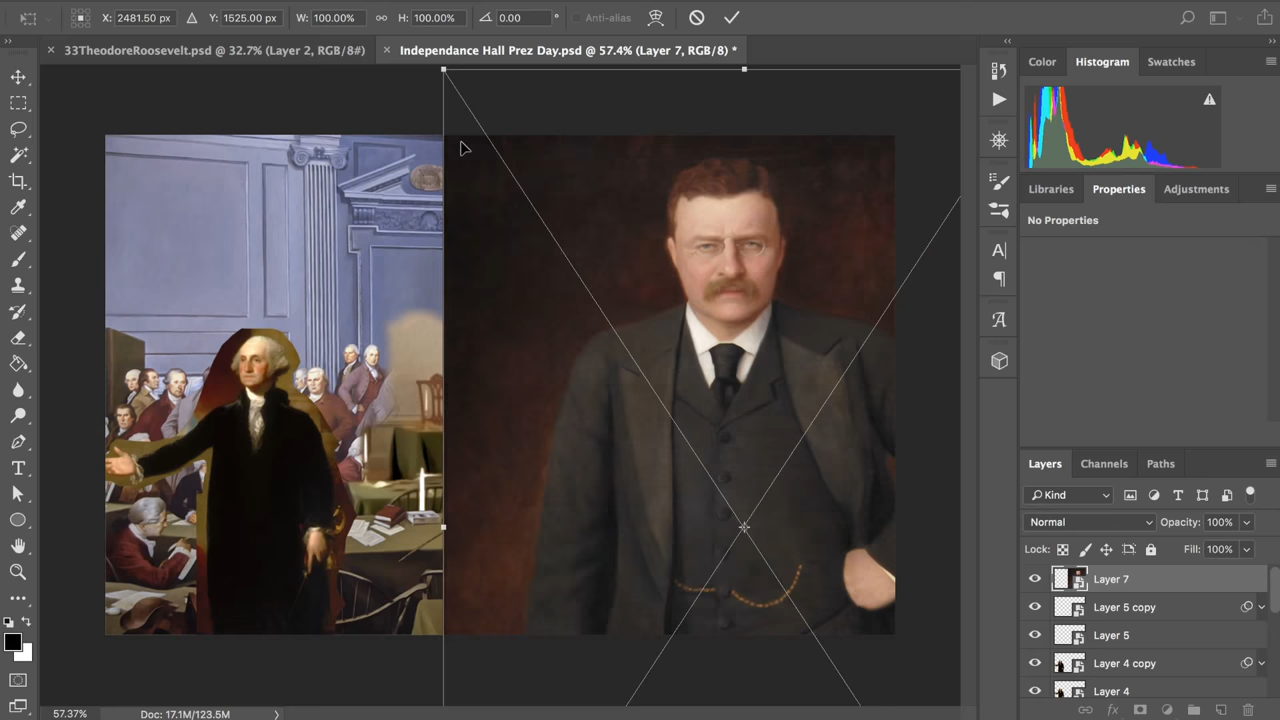 X: 2481.50 px Y: 1525.00 px W: 100.00% H: 100.00% 0.00 ° Anti-alias
33TheodoreRoosevelt.psd @ 32.7% (Layer 2, RGB/8#) Independance Hall Prez Day.psd @ 57.4% (Layer 7, RGB/8) *
Color Histogram Swatches
Libraries Properties Adjustments
No Properties
Layers Channels Paths
Kind
Normal Opacity: 100%
Lock: Fill: 100%
Layer 7
Layer 5 copy
Layer 5
Layer 4 copy
Layer 4
57.37% Doc: 17.1M/123.5M